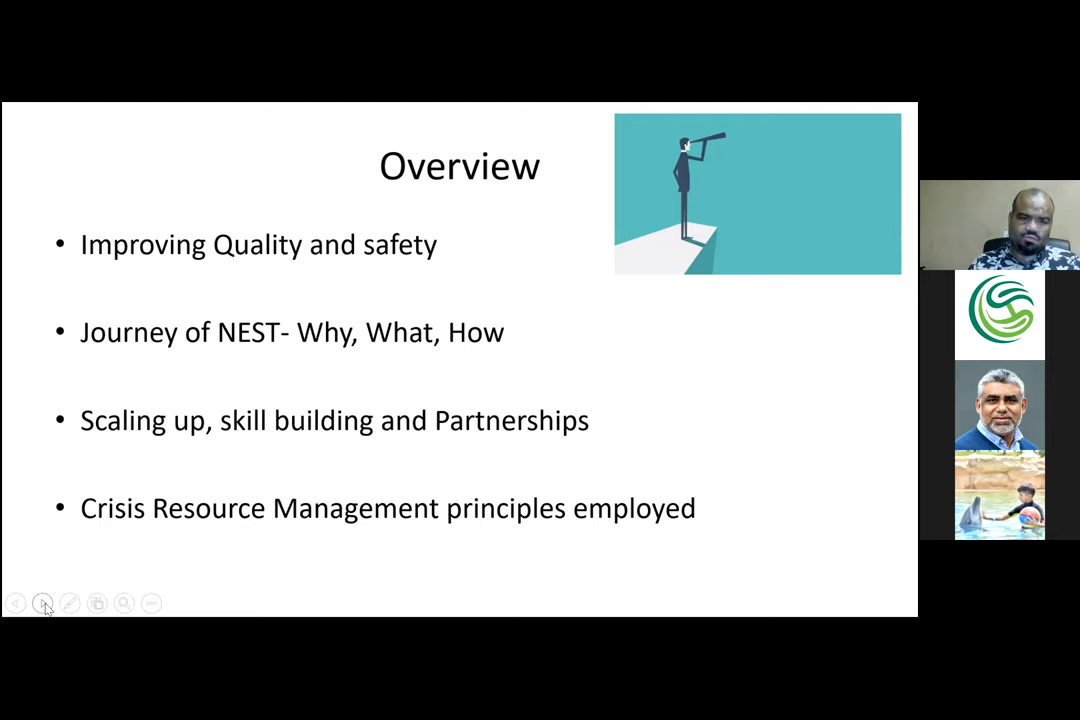 Overview
• Improving Quality and safety
• Journey of NEST- Why, What, How
• Scaling up, skill building and Partnerships
• Crisis Resource Management principles employed